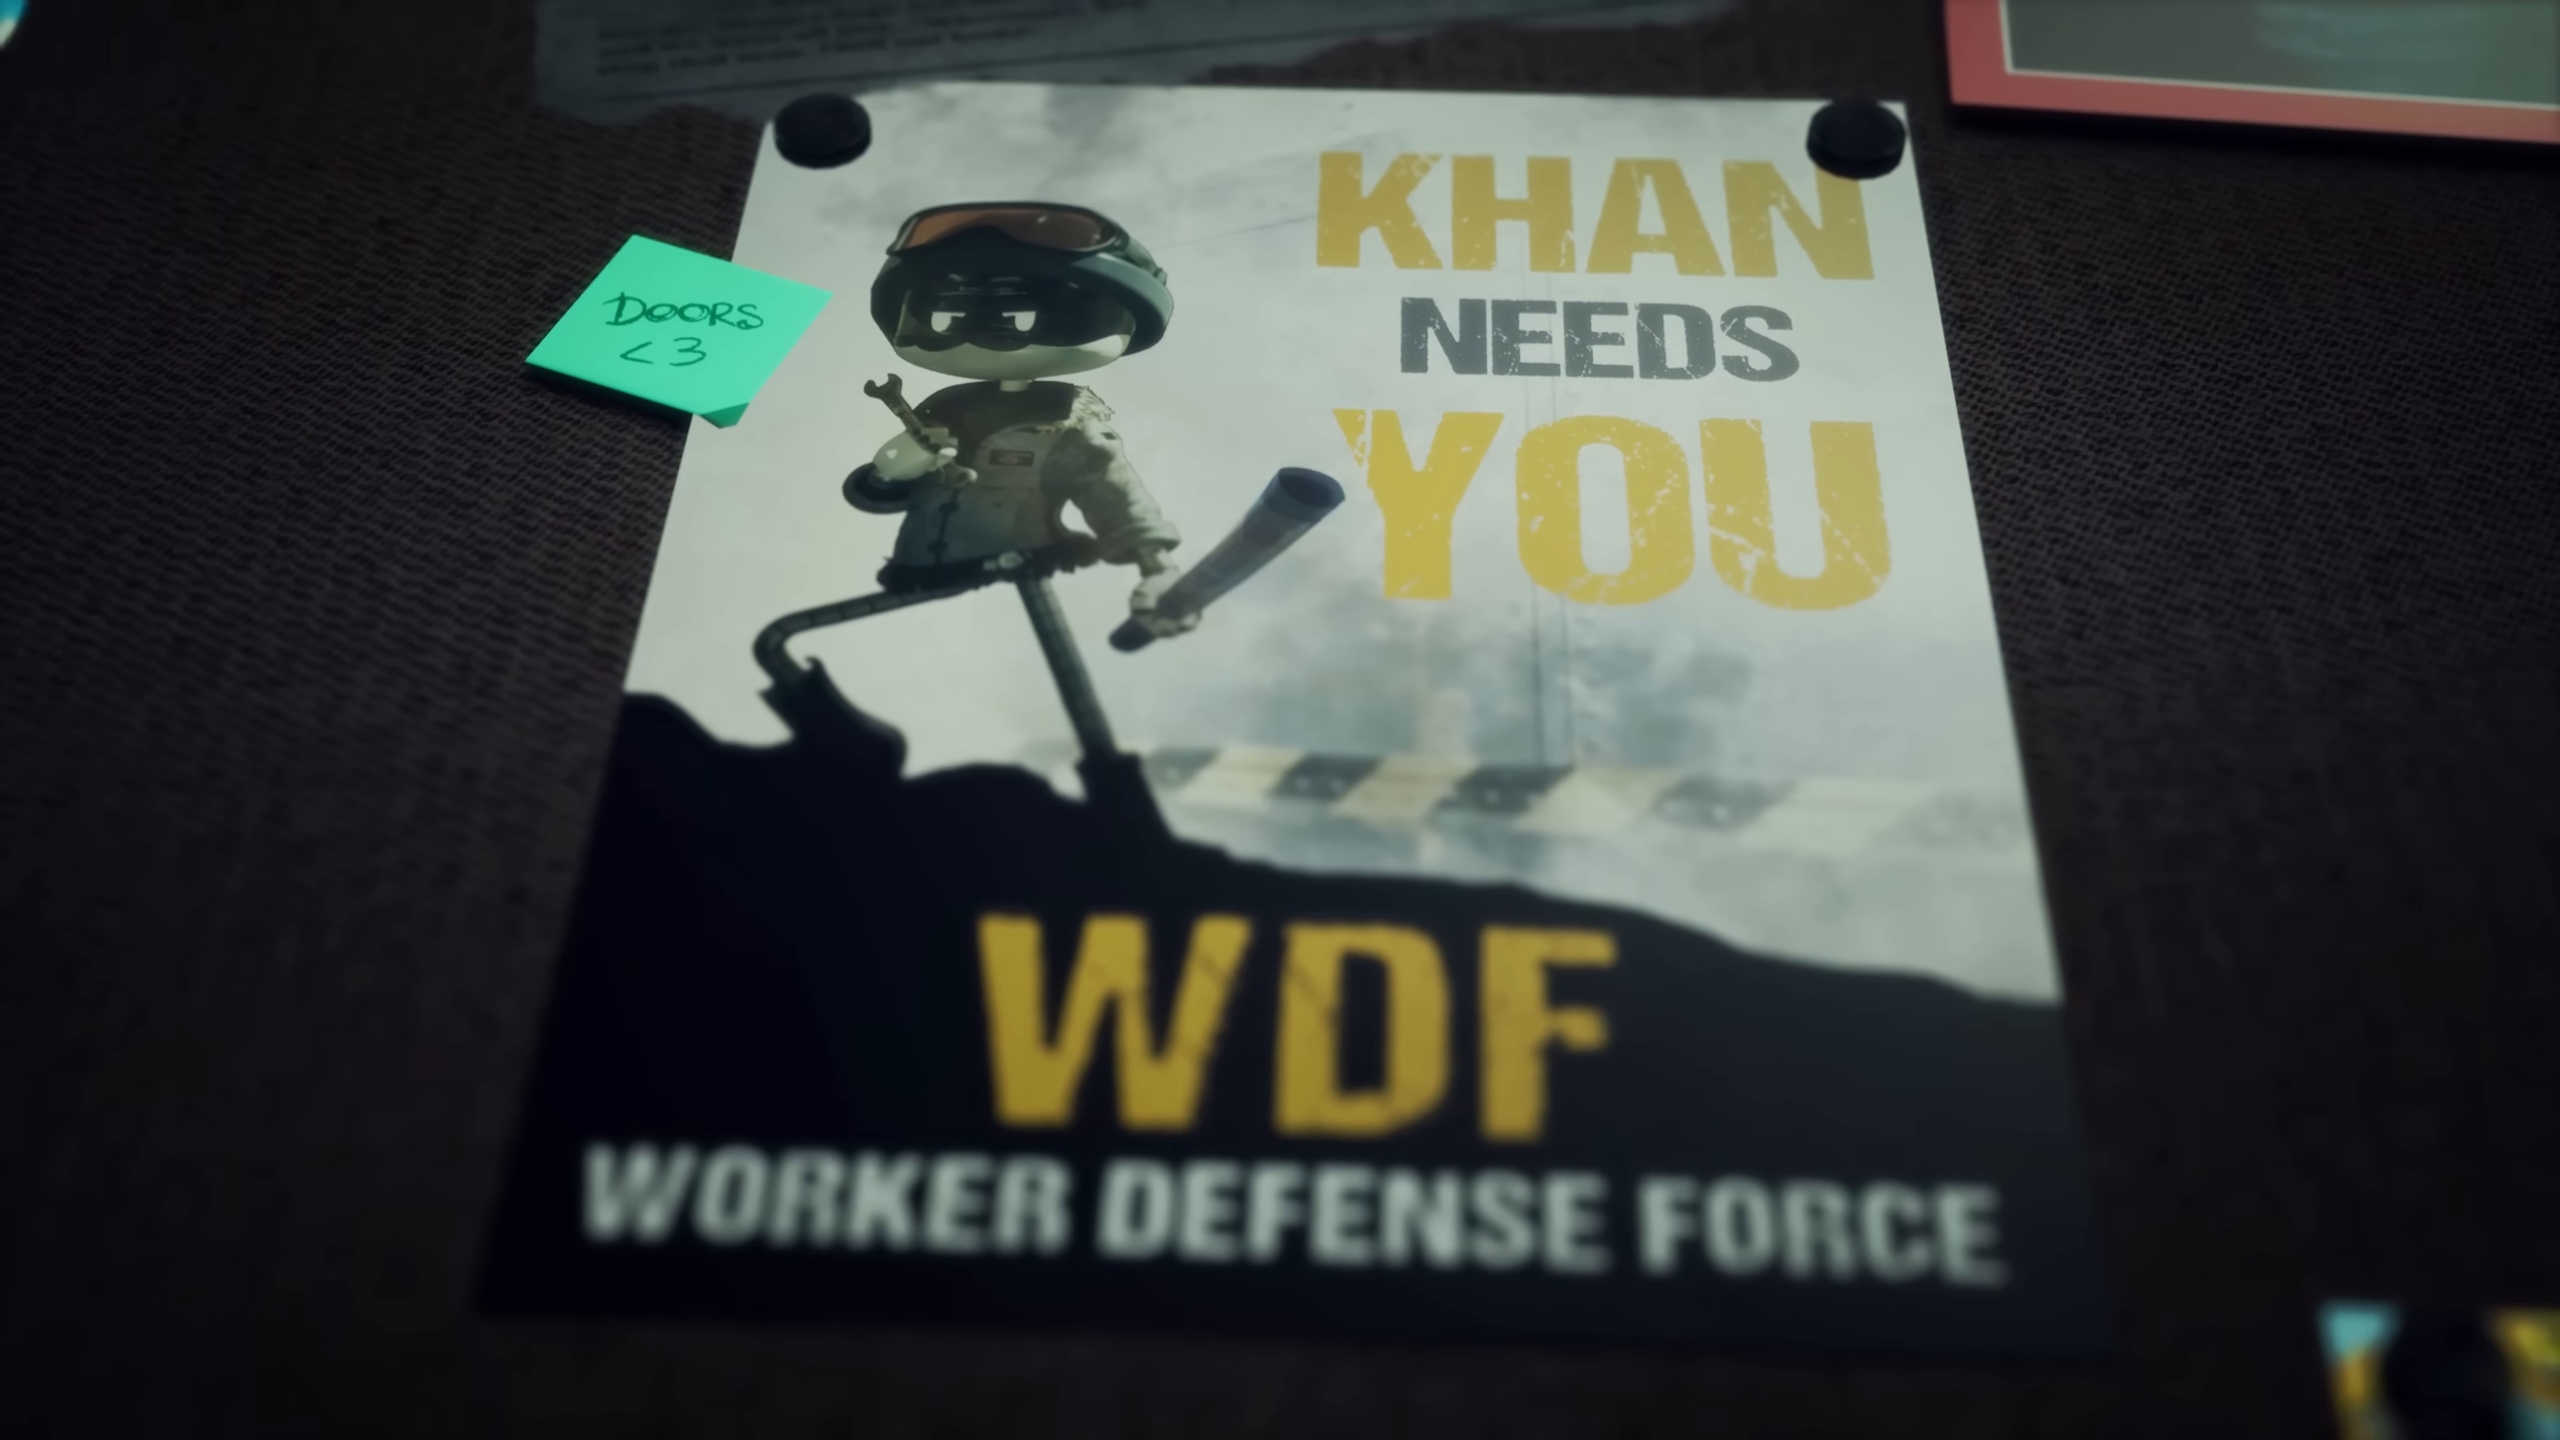 KHAN
NEEDS
YOU
DOORS
<3
WDF
WORKER DEFENSE FORCE